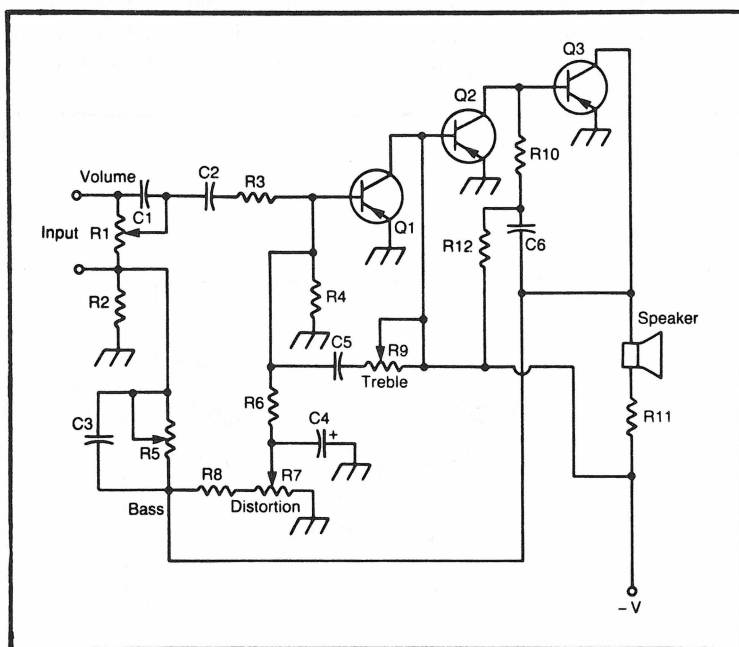 Q3
Q2
R10
Volume
C2
R3
C1
Q1
Input
R1
R12
C6
R2
R4
Speaker
C5
R9
Treble
C3
R6
C4
+
R11
R5
R8
R7
Bass
Distortion
– V